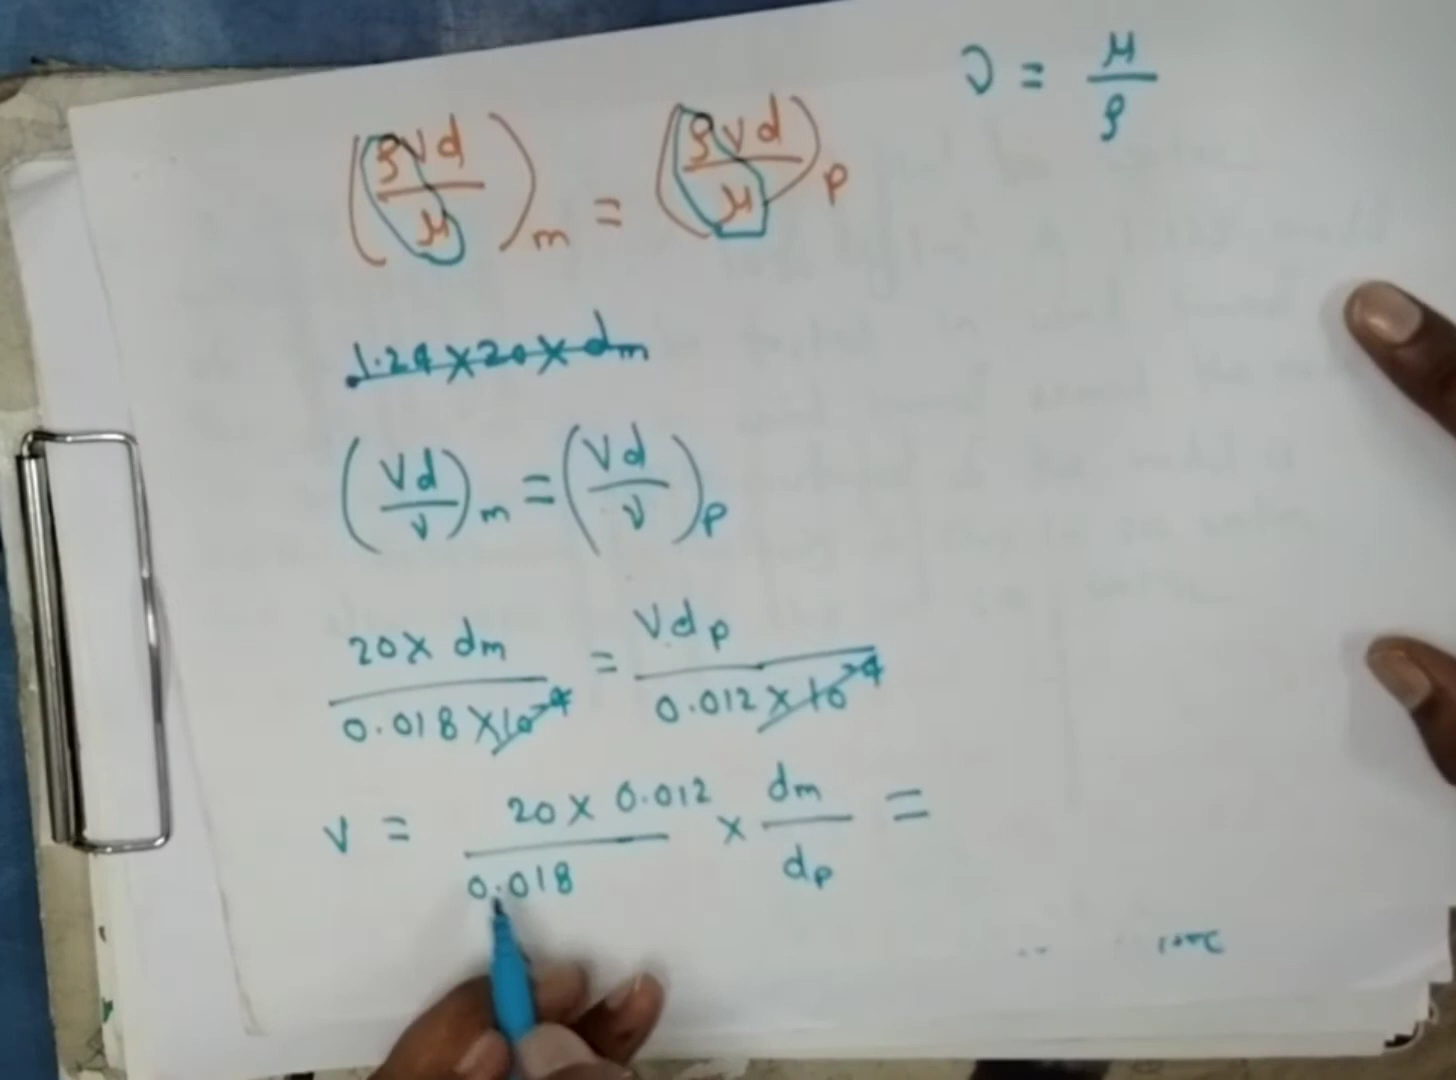 ν = μ/ρ
(ρVd/μ)m = (ρVd/μ)p
1.24 × 20 × dm
(Vd/ν)m = (Vd/ν)p
20 × dm / 0.018 × 10^-4 = V dp / 0.012 × 10^-4
V = 20 × 0.012 / 0.018 × dm/dp =